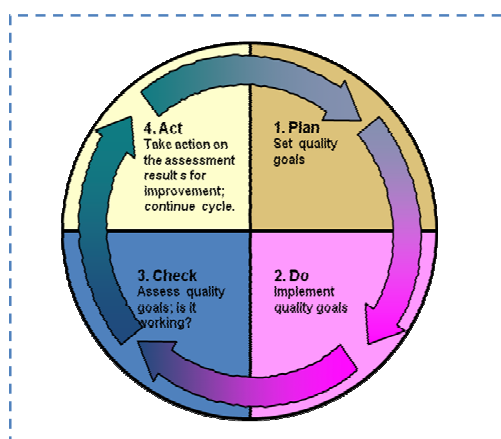 1. Plan
Set quality
goals
2. Do
Implement
quality goals
3. Check
Assess quality
goals; is it
working?
4. Act
Take action on
the assessment
result s for
improvement;
continue cycle.